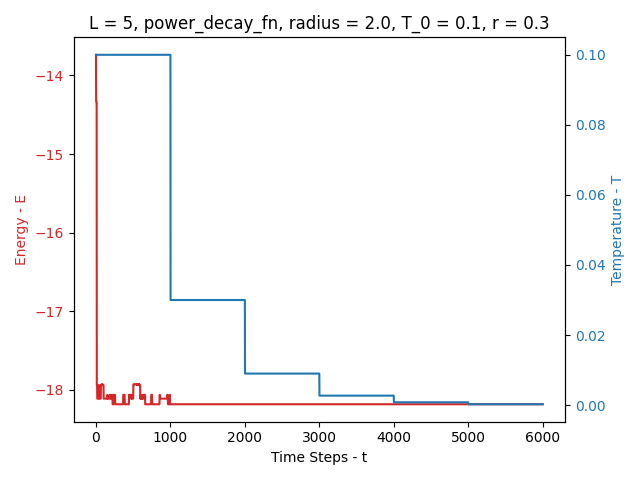 L = 5, power_decay_fn, radius = 2.0, T_0 = 0.1, r = 0.3
Energy - E
−14
−15
−16
−17
−18
0.10
0.08
0.06
0.04
0.02
0.00
Temperature - T
0 1000 2000 3000 4000 5000 6000
Time Steps - t